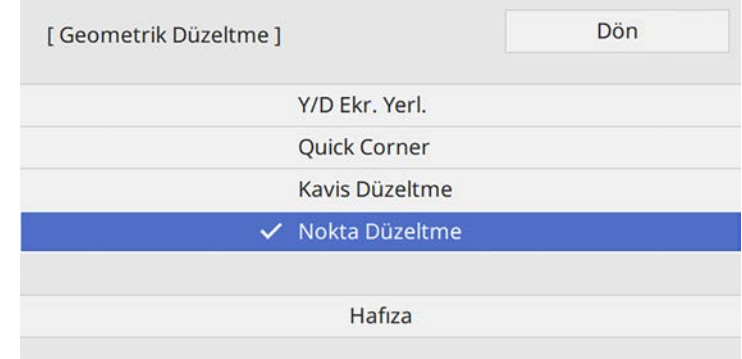 [ Geometrik Düzeltme ] Dön
Y/D Ekr. Yerl.
Quick Corner
Kavis Düzeltme
Nokta Düzeltme
Hafıza